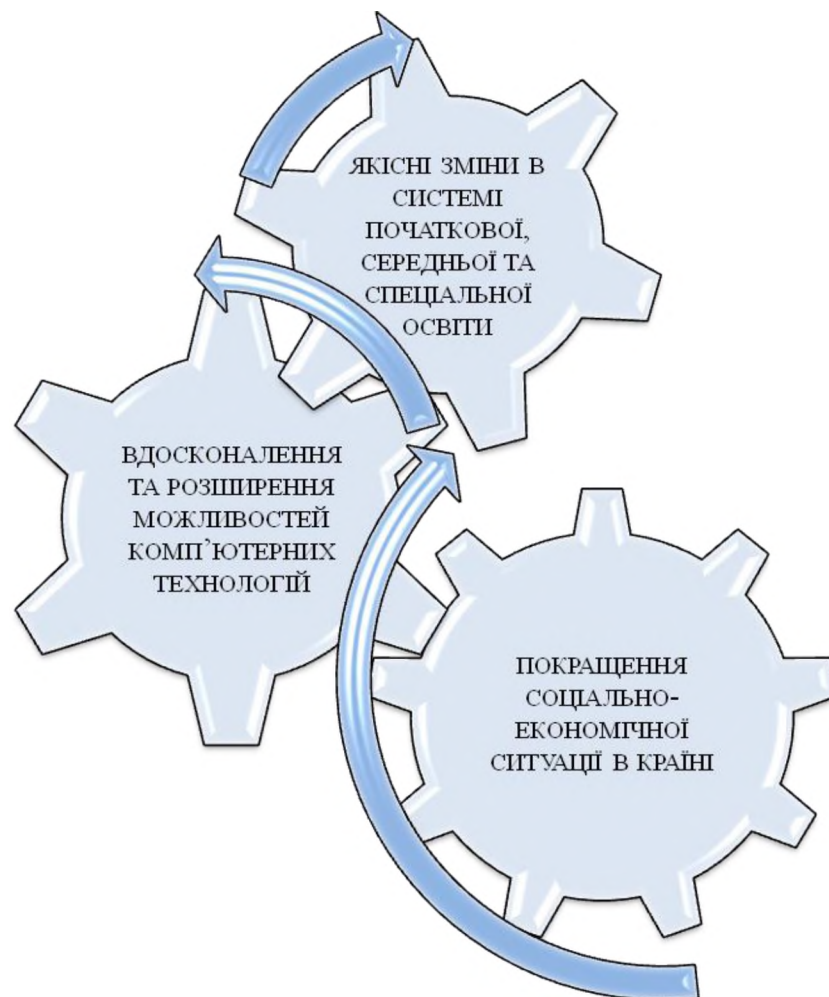 ЯКІСНІ ЗМІНИ В
СИСТЕМІ
ПОЧАТКОВОЇ,
СЕРЕДНЬОЇ ТА
СПЕЦІАЛЬНОЇ
ОСВІТИ
ВДОСКОНАЛЕННЯ
ТА РОЗШИРЕННЯ
МОЖЛИВОСТЕЙ
КОМП’ЮТЕРНИХ
ТЕХНОЛОГІЙ
ПОКРАЩЕННЯ
СОЦІАЛЬНО-
ЕКОНОМІЧНОЇ
СИТУАЦІЇ В КРАЇНІ